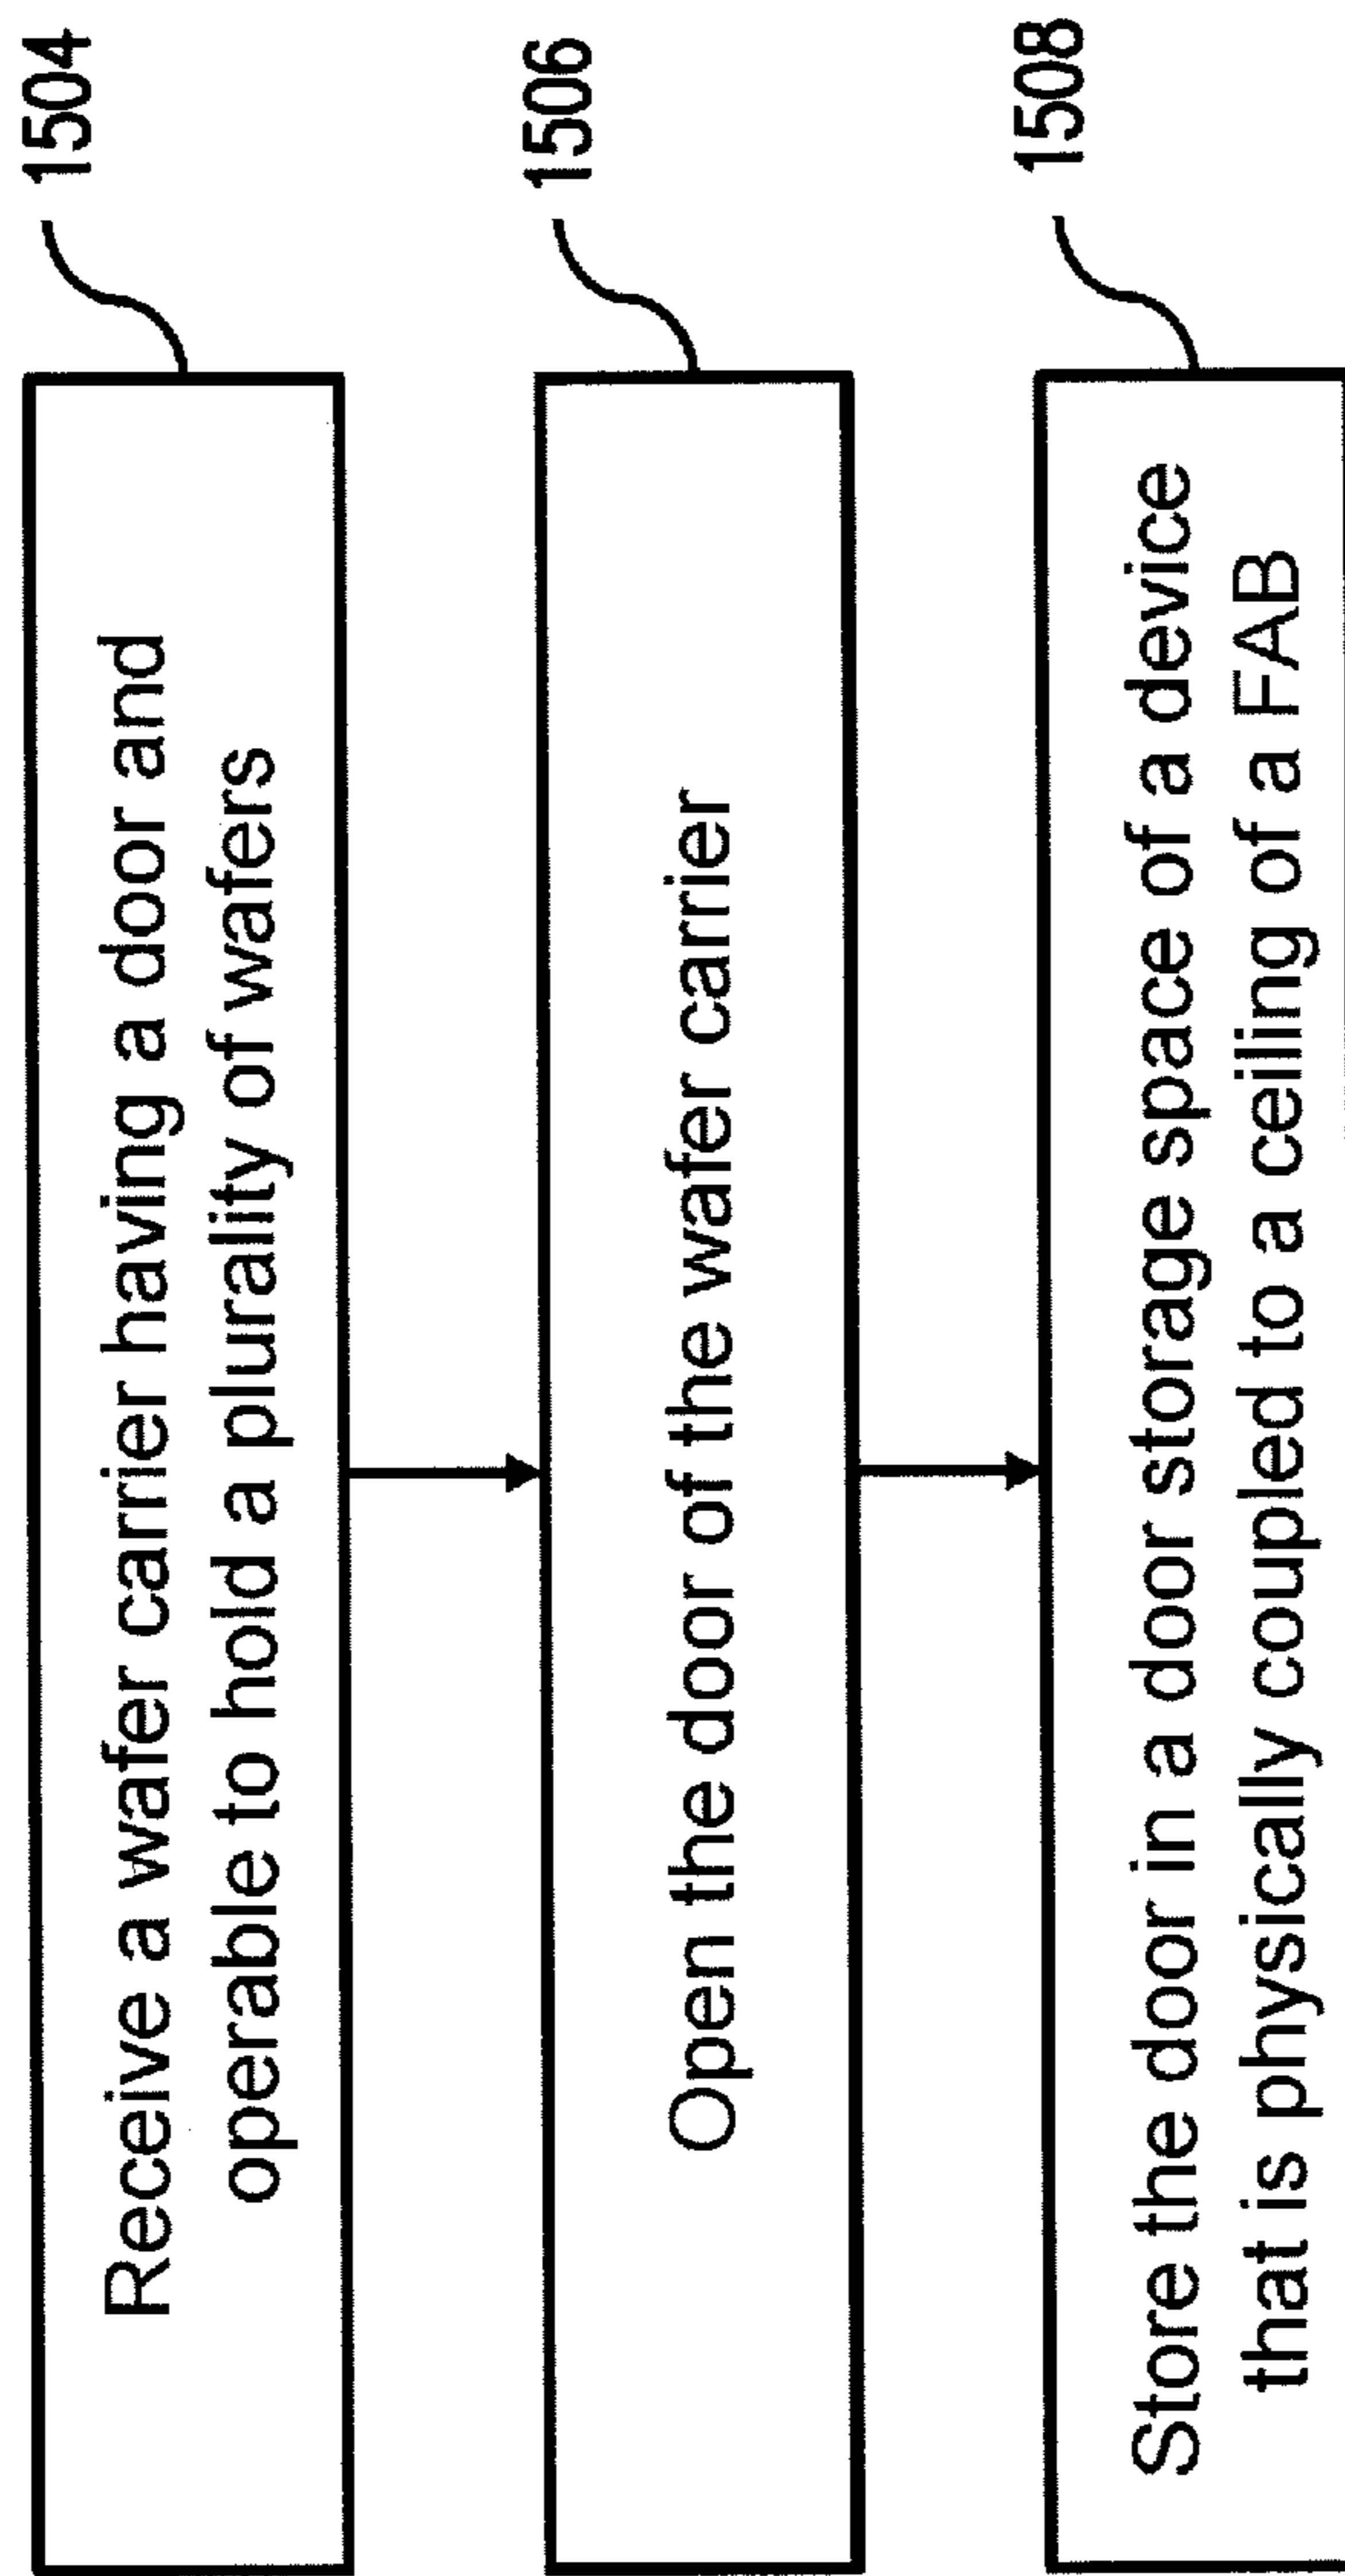 1504
Receive a wafer carrier having a door and
operable to hold a plurality of wafers
1506
Open the door of the wafer carrier
1508
Store the door in a door storage space of a device
that is physically coupled to a ceiling of a FAB